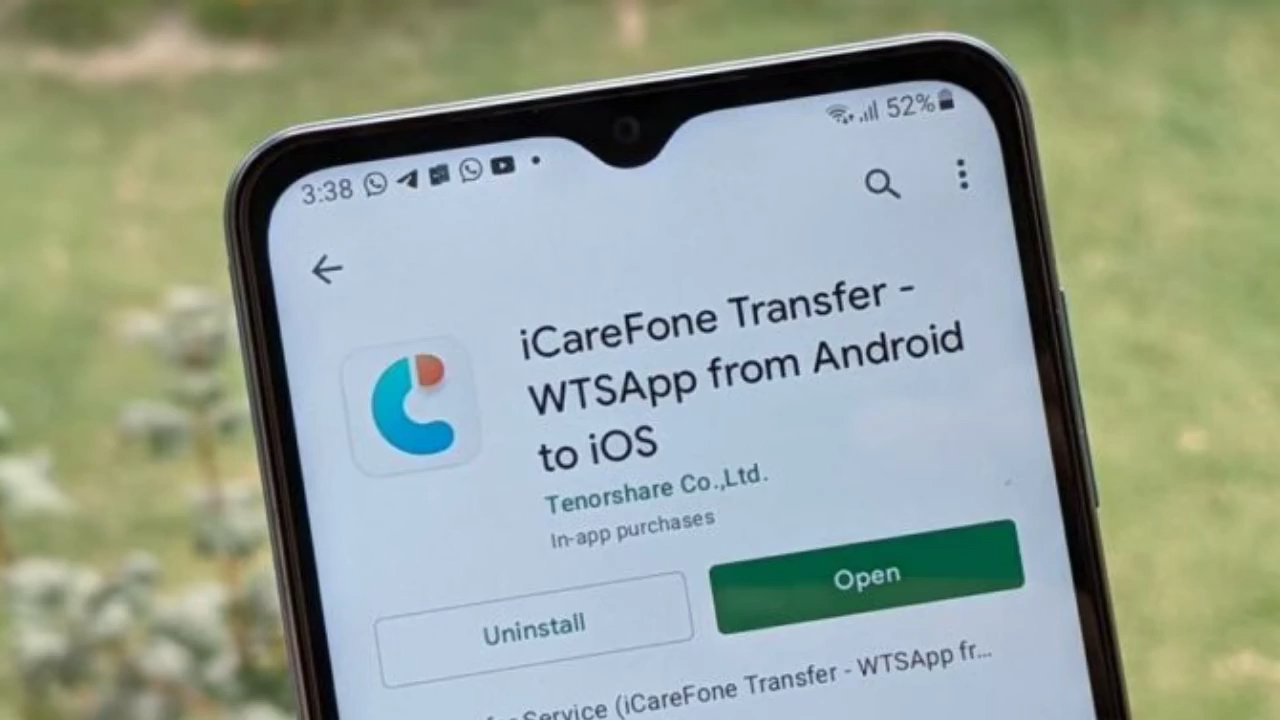 3:38 52%
iCareFone Transfer -
WTSApp from Android
to iOS
Tenorshare Co.,Ltd.
In-app purchases
Uninstall Open
Service (iCareFone Transfer - WTSApp fr...